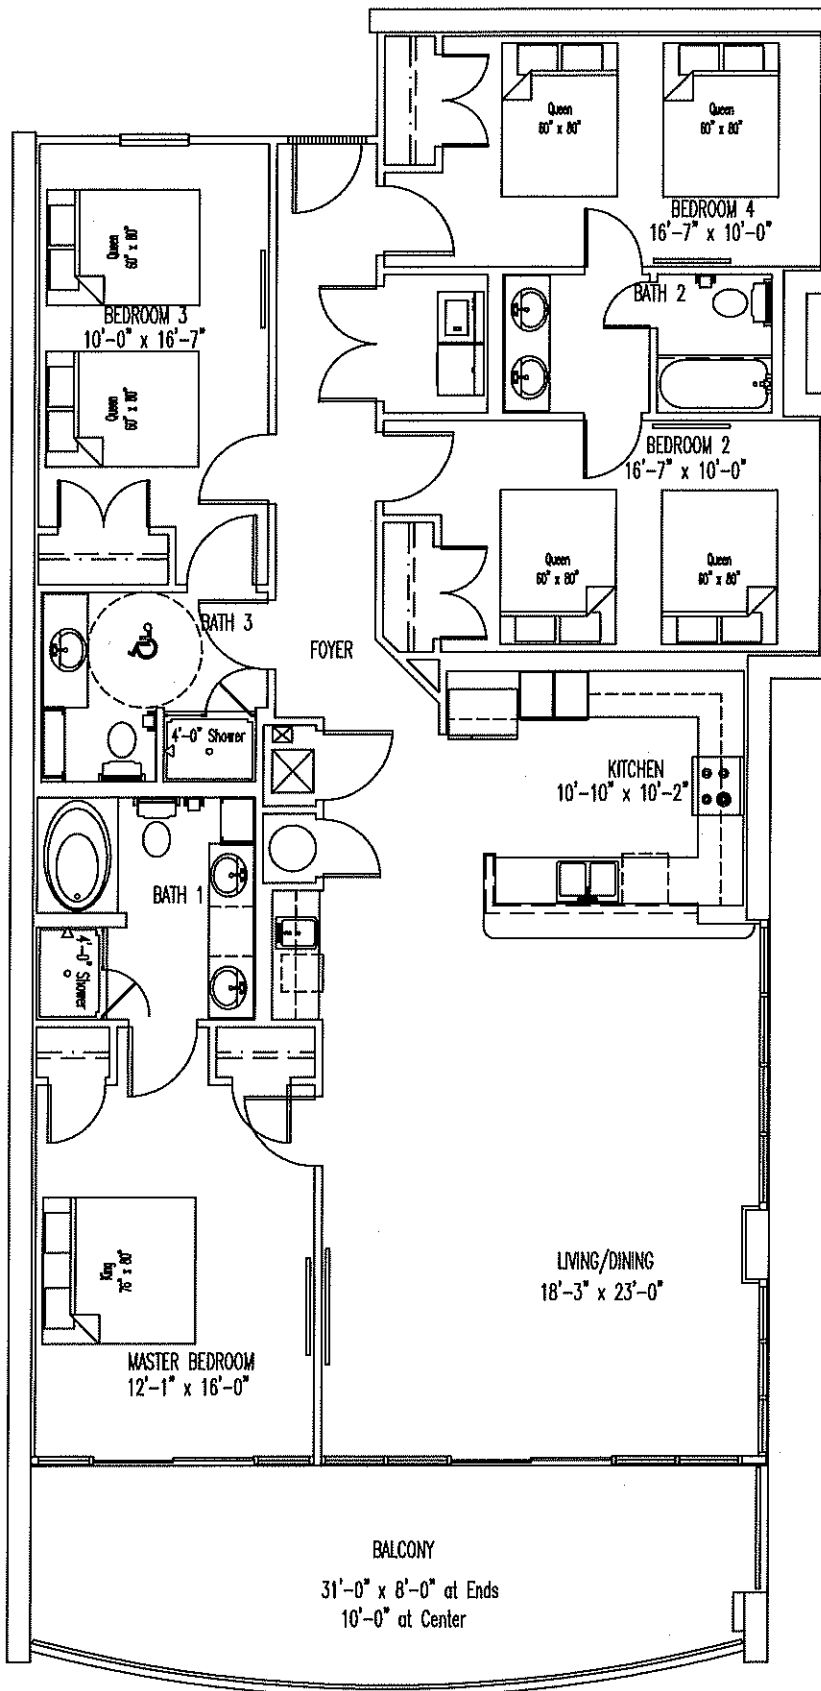 Queen
60" x 80"
Queen
60" x 80"
BEDROOM 4
16'-7" x 10'-0"
Queen
60" x 80"
BEDROOM 3
10'-0" x 16'-7"
Queen
60" x 80"
BATH 2
BEDROOM 2
16'-7" x 10'-0"
Queen
60" x 80"
Queen
60" x 80"
BATH 3
FOYER
4'-0" Shower
KITCHEN
10'-10" x 10'-2"
BATH 1
4'-0" Shower
King
76" x 80"
LIVING/DINING
18'-3" x 23'-0"
MASTER BEDROOM
12'-1" x 16'-0"
BALCONY
31'-0" x 8'-0" at Ends
10'-0" at Center